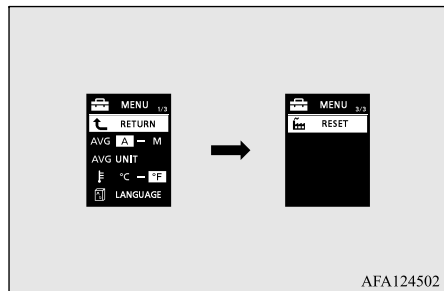 MENU 1/3
RETURN
AVG A – M
AVG UNIT
°C – °F
LANGUAGE
MENU 3/3
RESET
AFA124502